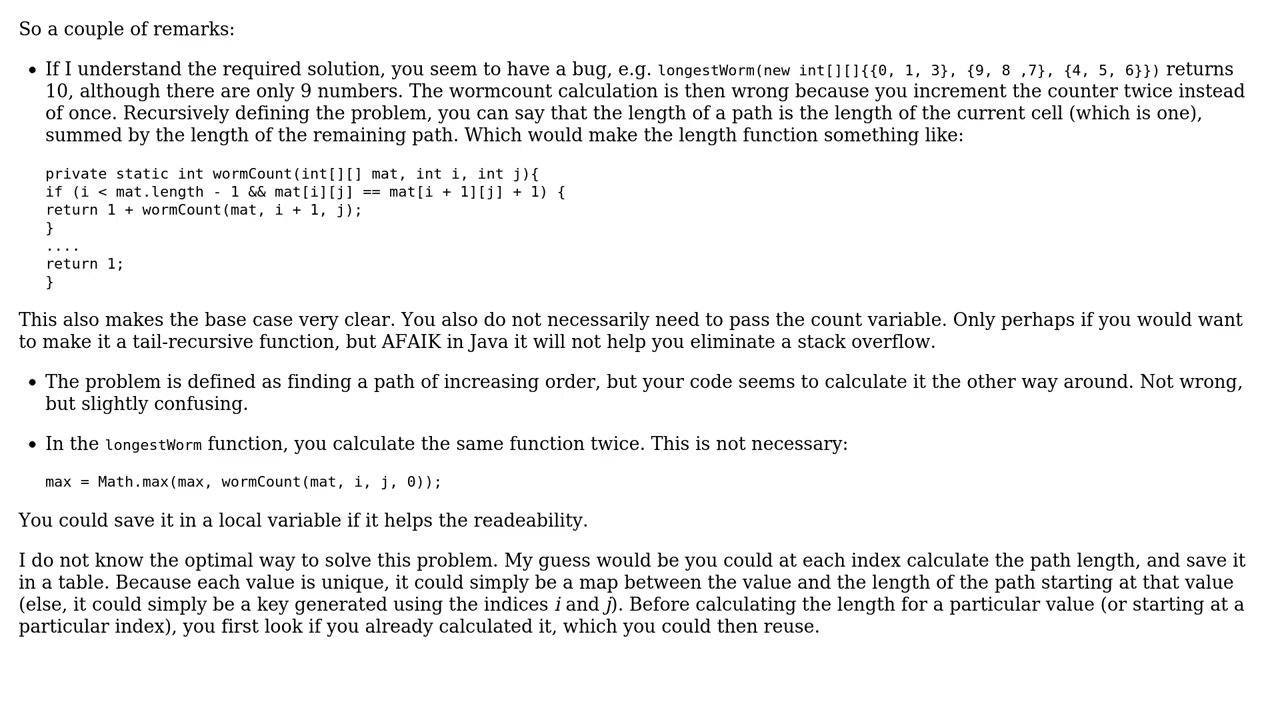 So a couple of remarks:
• If I understand the required solution, you seem to have a bug, e.g. longestWorm(new int[][]{{0, 1, 3}, {9, 8 ,7}, {4, 5, 6}}) returns
10, although there are only 9 numbers. The wormcount calculation is then wrong because you increment the counter twice instead
of once. Recursively defining the problem, you can say that the length of a path is the length of the current cell (which is one),
summed by the length of the remaining path. Which would make the length function something like:
private static int wormCount(int[][] mat, int i, int j){
if (i < mat.length - 1 && mat[i][j] == mat[i + 1][j] + 1) {
return 1 + wormCount(mat, i + 1, j);
}
....
return 1;
}
This also makes the base case very clear. You also do not necessarily need to pass the count variable. Only perhaps if you would want
to make it a tail-recursive function, but AFAIK in Java it will not help you eliminate a stack overflow.
• The problem is defined as finding a path of increasing order, but your code seems to calculate it the other way around. Not wrong,
but slightly confusing.
• In the longestWorm function, you calculate the same function twice. This is not necessary:
max = Math.max(max, wormCount(mat, i, j, 0));
You could save it in a local variable if it helps the readeability.
I do not know the optimal way to solve this problem. My guess would be you could at each index calculate the path length, and save it
in a table. Because each value is unique, it could simply be a map between the value and the length of the path starting at that value
(else, it could simply be a key generated using the indices i and j). Before calculating the length for a particular value (or starting at a
particular index), you first look if you already calculated it, which you could then reuse.